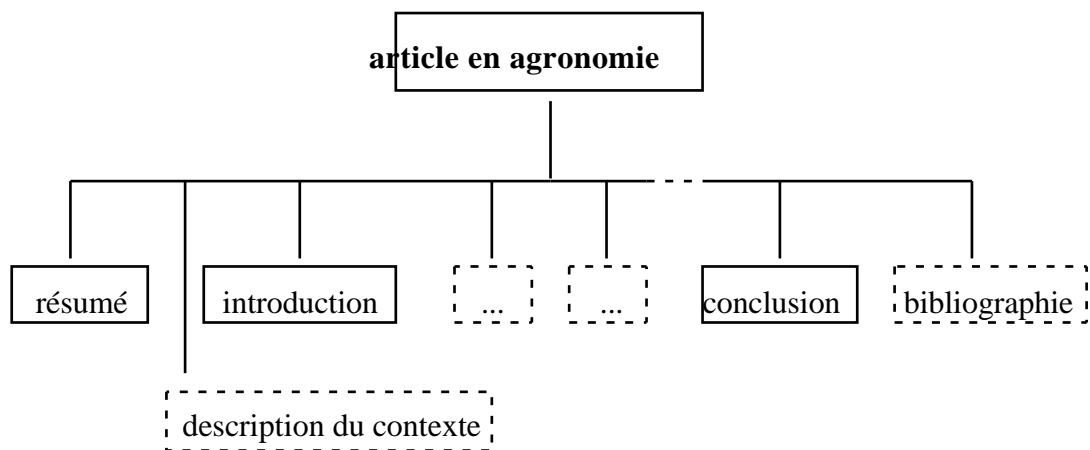 article en agronomie
résumé
introduction
...
...
conclusion
bibliographie
description du contexte